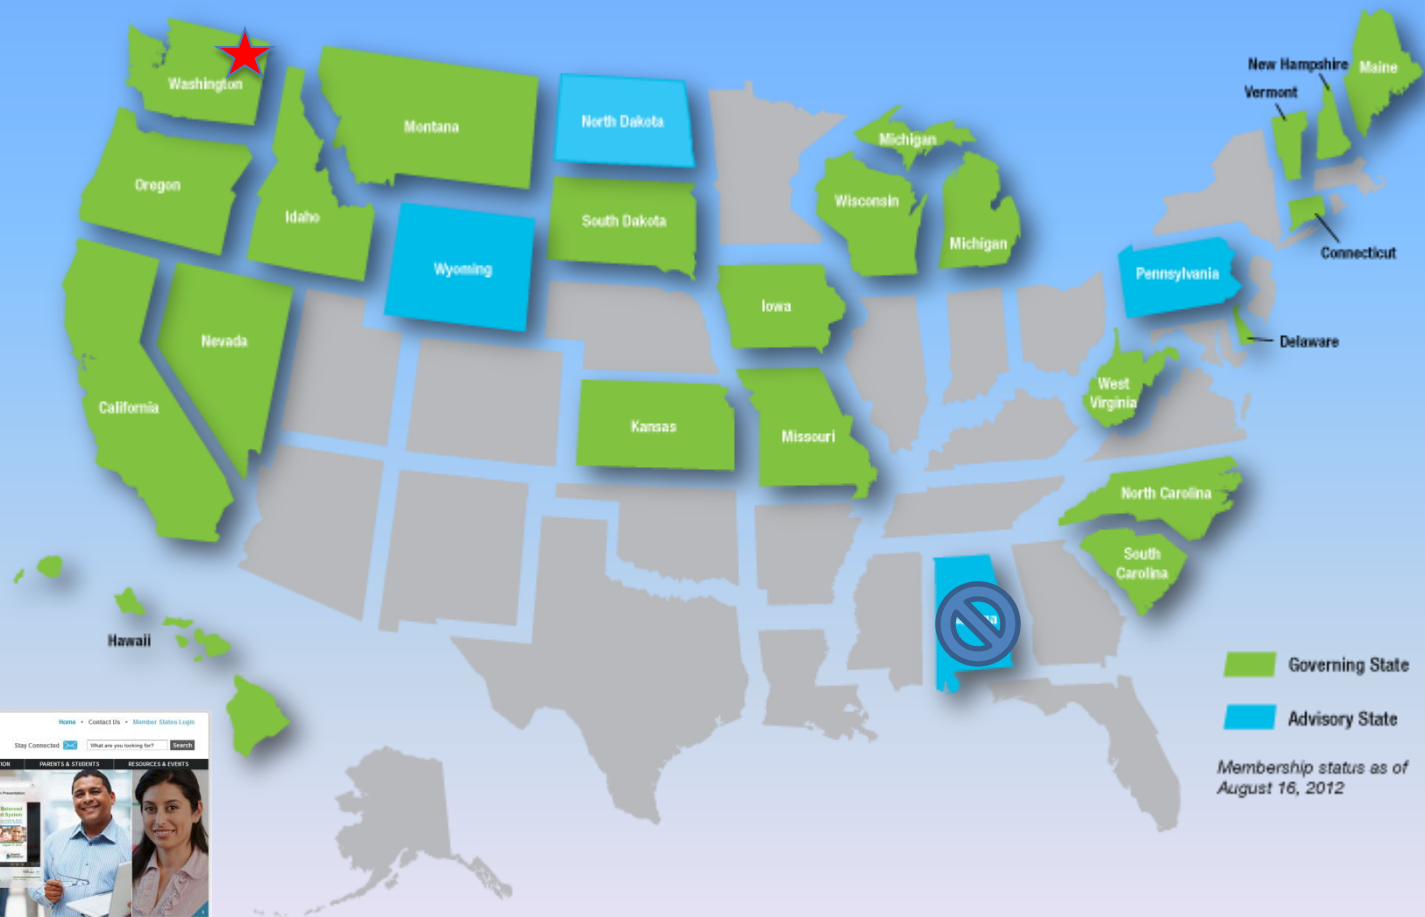 New Hampshire
Maine
Vermont
Washington
Montana
North Dakota
Michigan
Oregon
Idaho
South Dakota
Wisconsin
Michigan
Connecticut
Wyoming
Pennsylvania
Iowa
Nevada
Delaware
California
Kansas
Missouri
West
Virginia
North Carolina
South
Carolina
Hawaii
Governing State
Advisory State
Membership status as of
August 16, 2012
Home • Contact Us • Member States Login
Stay Connected
What are you looking for?
Search
ION
PARENTS & STUDENTS
RESOURCES & EVENTS
Presentation